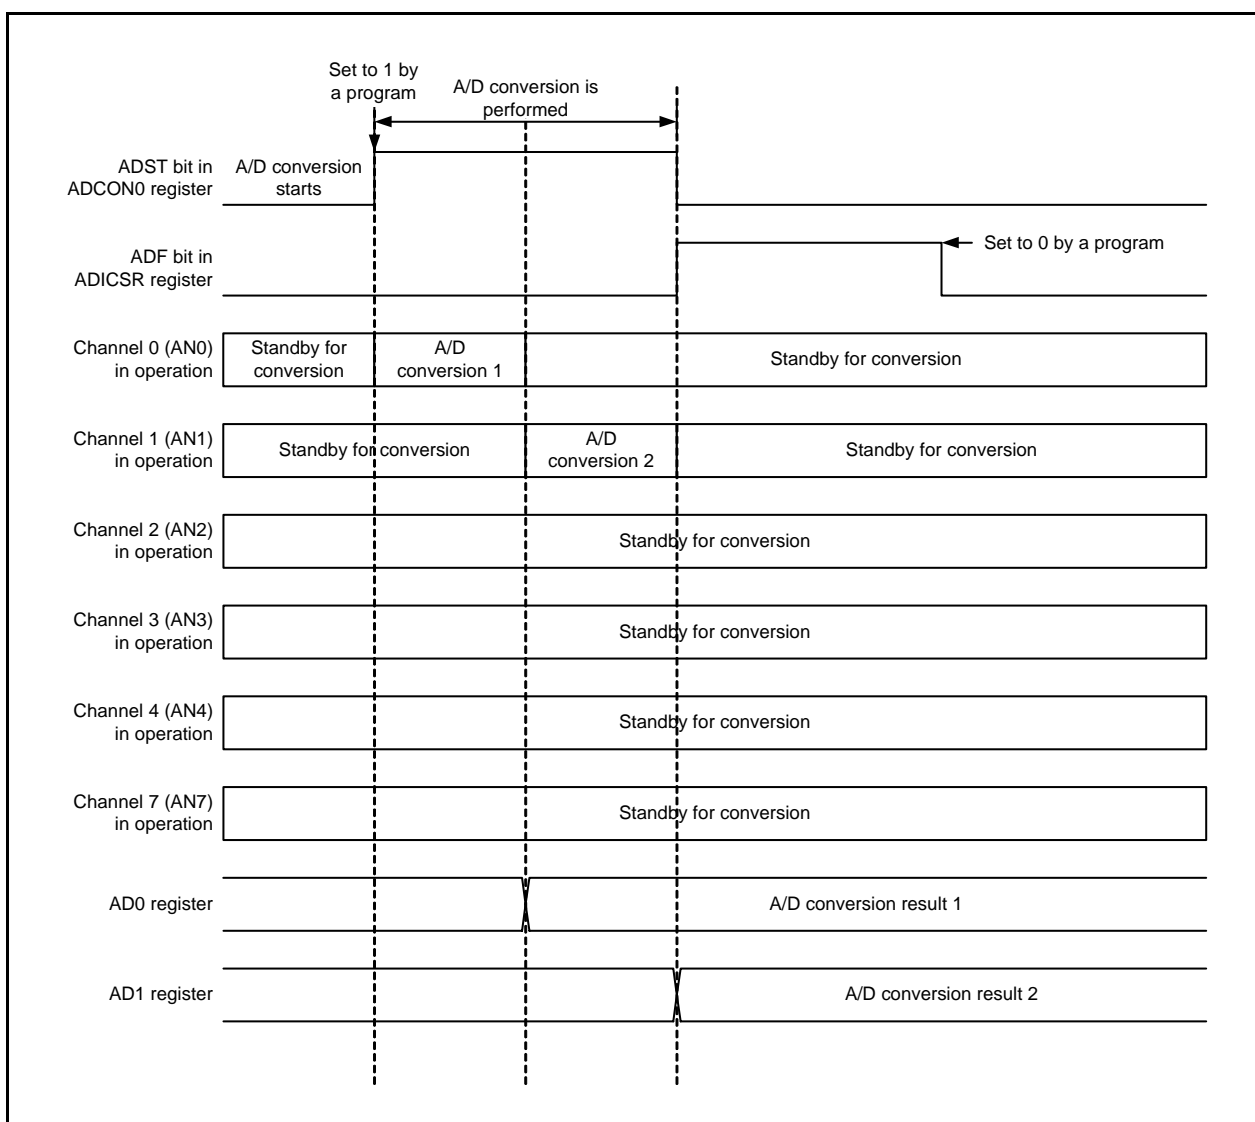 Set to 1 by
a program
A/D conversion is
performed
ADST bit in
ADCON0 register
A/D conversion
starts
ADF bit in
ADICSR register
Set to 0 by a program
Channel 0 (AN0)
in operation
Standby for
conversion
A/D
conversion 1
Standby for conversion
Channel 1 (AN1)
in operation
Standby for conversion
A/D
conversion 2
Standby for conversion
Channel 2 (AN2)
in operation
Standby for conversion
Channel 3 (AN3)
in operation
Standby for conversion
Channel 4 (AN4)
in operation
Standby for conversion
Channel 7 (AN7)
in operation
Standby for conversion
AD0 register
A/D conversion result 1
AD1 register
A/D conversion result 2